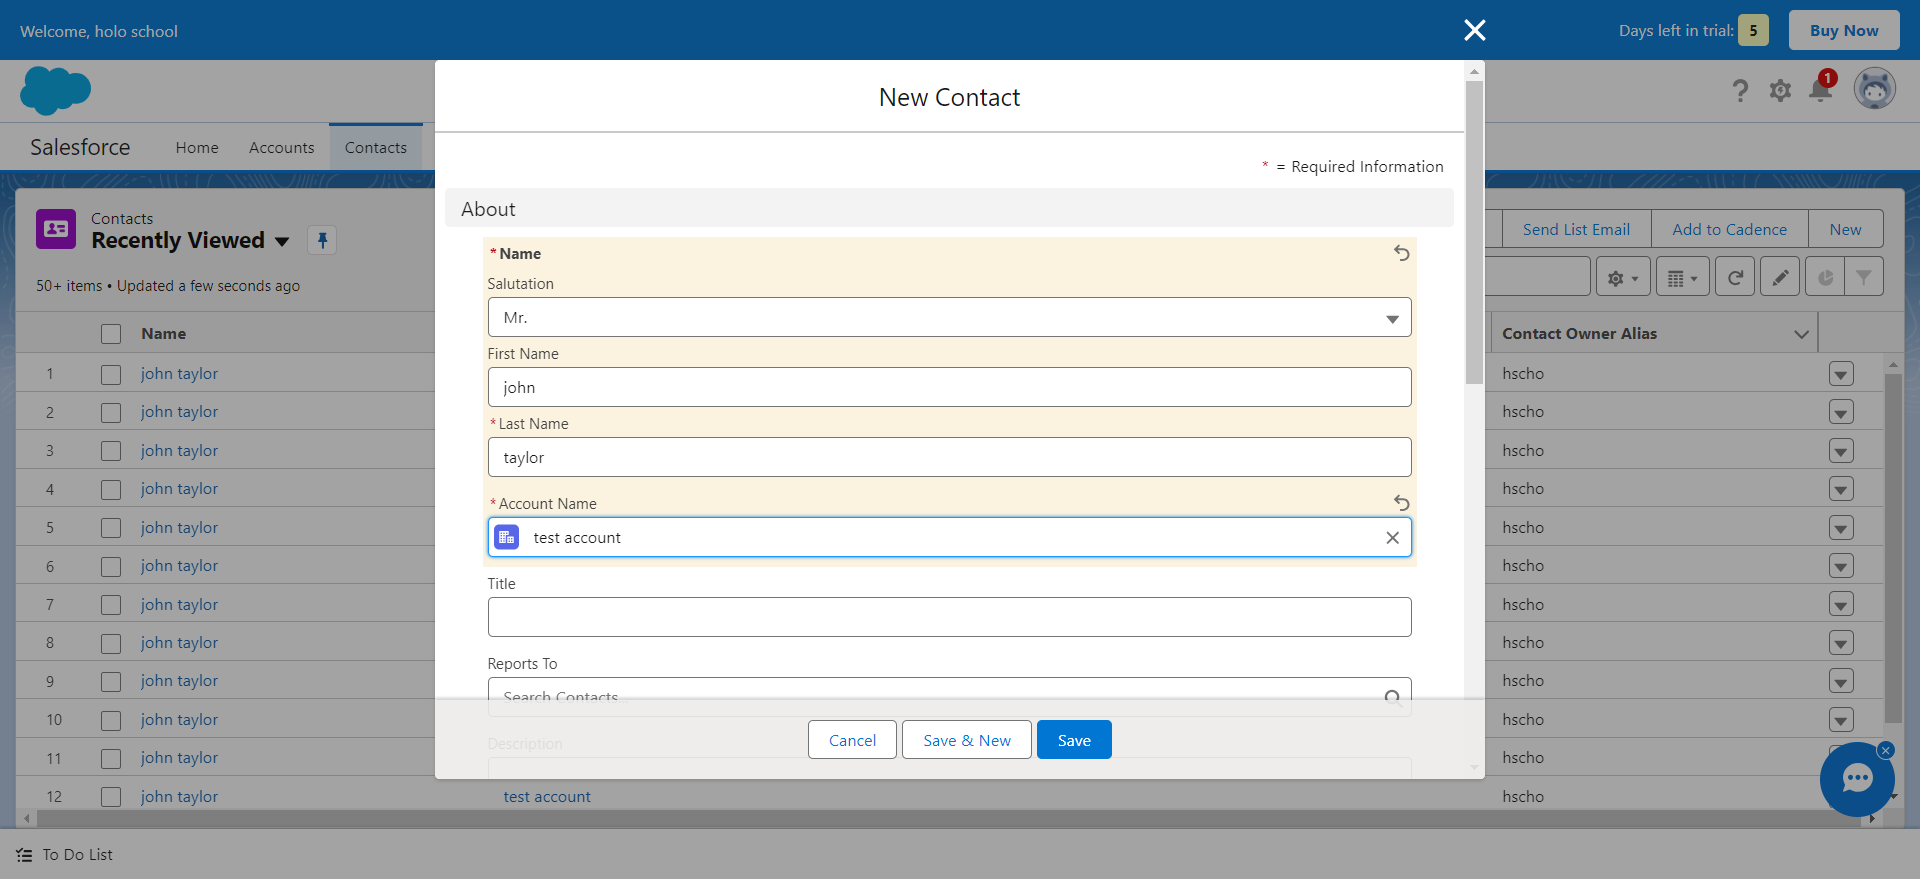 Welcome, holo school
Days left in trial: 5 Buy Now
1
Salesforce Home Accounts Contacts
Contacts
Recently Viewed
50+ items • Updated a few seconds ago
Send List Email Add to Cadence New
Name
Contact Owner Alias
1 john taylor hscho
2 john taylor hscho
3 john taylor hscho
4 john taylor hscho
5 john taylor hscho
6 john taylor hscho
7 john taylor hscho
8 john taylor hscho
9 john taylor hscho
10 john taylor hscho
11 john taylor hscho
12 john taylor test account hscho
New Contact
* = Required Information
About
*Name
Salutation
Mr.
First Name
john
*Last Name
taylor
*Account Name
test account
Title
Reports To
Search Contacts...
Description
Cancel Save & New Save
To Do List